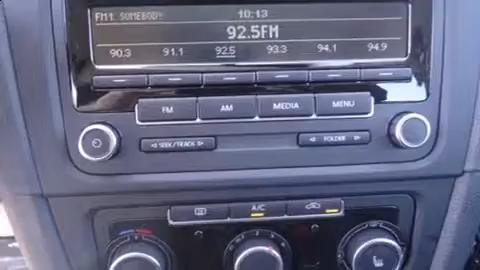 FM1 SOMEBODY 10:13
92.5FM
90.3 91.1 92.5 93.3 94.1 94.9
FM AM MEDIA MENU
SEEK/TRACK FOLDER
A/C